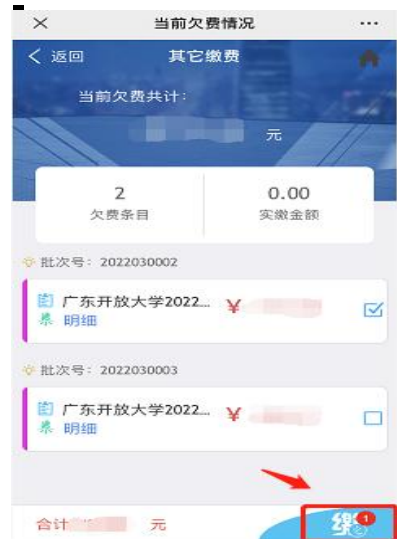 当前欠费情况
返回 其它缴费
当前欠费共计:
元
2 0.00
欠费条目 实缴金额
批次号: 2022030002
广东开放大学2022... ¥
明细
批次号: 2022030003
广东开放大学2022... ¥
明细
合计 元 缴 1